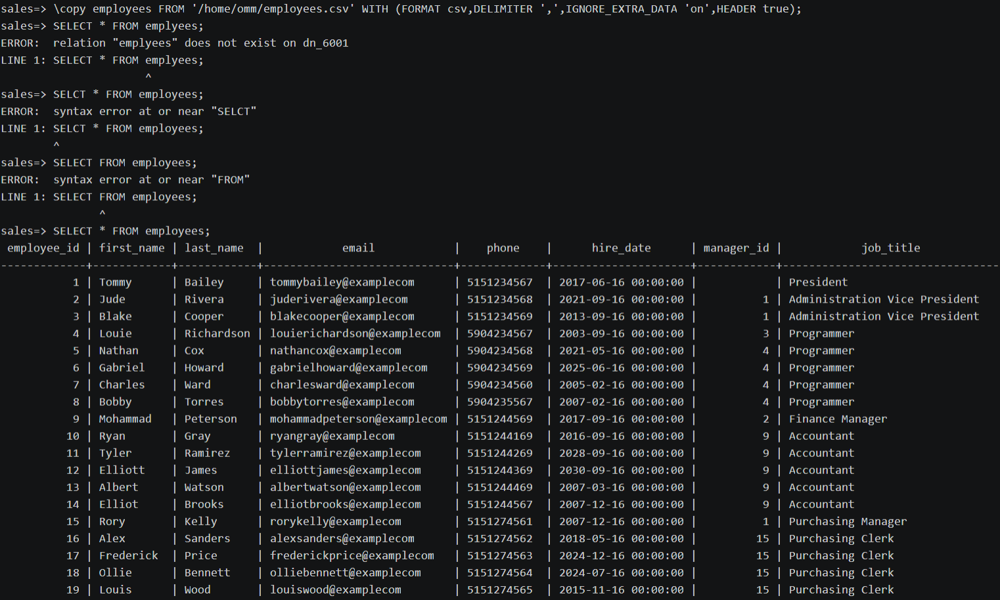 sales=> \copy employees FROM '/home/omm/employees.csv' WITH (FORMAT csv,DELIMITER ',',IGNORE_EXTRA_DATA 'on',HEADER true);
sales=> SELECT * FROM emplyees;
ERROR:  relation "emplyees" does not exist on dn_6001
LINE 1: SELECT * FROM emplyees;
                      ^
sales=> SELCT * FROM employees;
ERROR:  syntax error at or near "SELCT"
LINE 1: SELCT * FROM employees;
        ^
sales=> SELECT FROM employees;
ERROR:  syntax error at or near "FROM"
LINE 1: SELECT FROM employees;
               ^
sales=> SELECT * FROM employees;
 employee_id | first_name | last_name  |            email            |    phone    |      hire_date      | manager_id |            job_title
-------------+------------+------------+-----------------------------+-------------+---------------------+------------+---------------------------------
           1 | Tommy      | Bailey     | tommybailey@examplecom      | 5151234567  | 2017-06-16 00:00:00 |            | President
           2 | Jude       | Rivera     | juderivera@examplecom       | 5151234568  | 2021-09-16 00:00:00 |          1 | Administration Vice President
           3 | Blake      | Cooper     | blakecooper@examplecom      | 5151234569  | 2013-09-16 00:00:00 |          1 | Administration Vice President
           4 | Louie      | Richardson | louierichardson@examplecom  | 5904234567  | 2003-09-16 00:00:00 |          3 | Programmer
           5 | Nathan     | Cox        | nathancox@examplecom        | 5904234568  | 2021-05-16 00:00:00 |          4 | Programmer
           6 | Gabriel    | Howard     | gabrielhoward@examplecom    | 5904234569  | 2025-06-16 00:00:00 |          4 | Programmer
           7 | Charles    | Ward       | charlesward@examplecom      | 5904234560  | 2005-02-16 00:00:00 |          4 | Programmer
           8 | Bobby      | Torres     | bobbytorres@examplecom      | 5904235567  | 2007-02-16 00:00:00 |          4 | Programmer
           9 | Mohammad   | Peterson   | mohammadpeterson@examplecom | 5151244569  | 2017-09-16 00:00:00 |          2 | Finance Manager
          10 | Ryan       | Gray       | ryangray@examplecom         | 5151244169  | 2016-09-16 00:00:00 |          9 | Accountant
          11 | Tyler      | Ramirez    | tylerramirez@examplecom     | 5151244269  | 2028-09-16 00:00:00 |          9 | Accountant
          12 | Elliott    | James      | elliottjames@examplecom     | 5151244369  | 2030-09-16 00:00:00 |          9 | Accountant
          13 | Albert     | Watson     | albertwatson@examplecom     | 5151244469  | 2007-03-16 00:00:00 |          9 | Accountant
          14 | Elliot     | Brooks     | elliotbrooks@examplecom     | 5151244567  | 2007-12-16 00:00:00 |          9 | Accountant
          15 | Rory       | Kelly      | rorykelly@examplecom        | 5151274561  | 2007-12-16 00:00:00 |          1 | Purchasing Manager
          16 | Alex       | Sanders    | alexsanders@examplecom      | 5151274562  | 2018-05-16 00:00:00 |         15 | Purchasing Clerk
          17 | Frederick  | Price      | frederickprice@examplecom   | 5151274563  | 2024-12-16 00:00:00 |         15 | Purchasing Clerk
          18 | Ollie      | Bennett    | olliebennett@examplecom     | 5151274564  | 2024-07-16 00:00:00 |         15 | Purchasing Clerk
          19 | Louis      | Wood       | louiswood@examplecom        | 5151274565  | 2015-11-16 00:00:00 |         15 | Purchasing Clerk